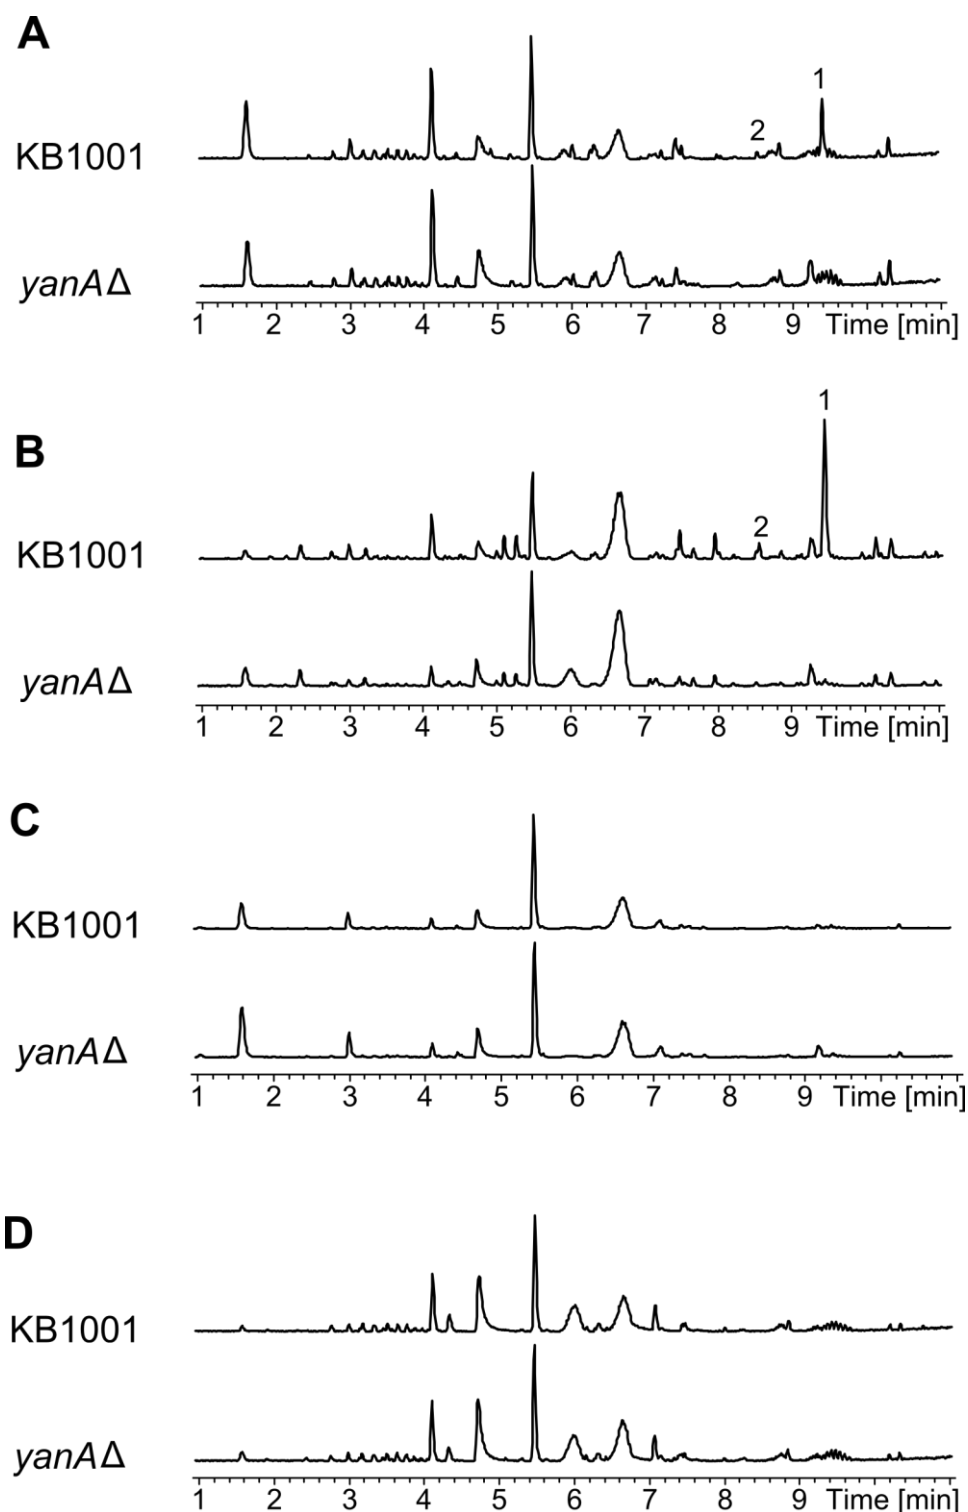 A
1
2
KB1001
yanAΔ
1 2 3 4 5 6 7 8 9 Time [min]
1
B
2
KB1001
yanAΔ
1 2 3 4 5 6 7 8 9 Time [min]
C
KB1001
yanAΔ
1 2 3 4 5 6 7 8 9 Time [min]
D
KB1001
yanAΔ
1 2 3 4 5 6 7 8 9 Time [min]